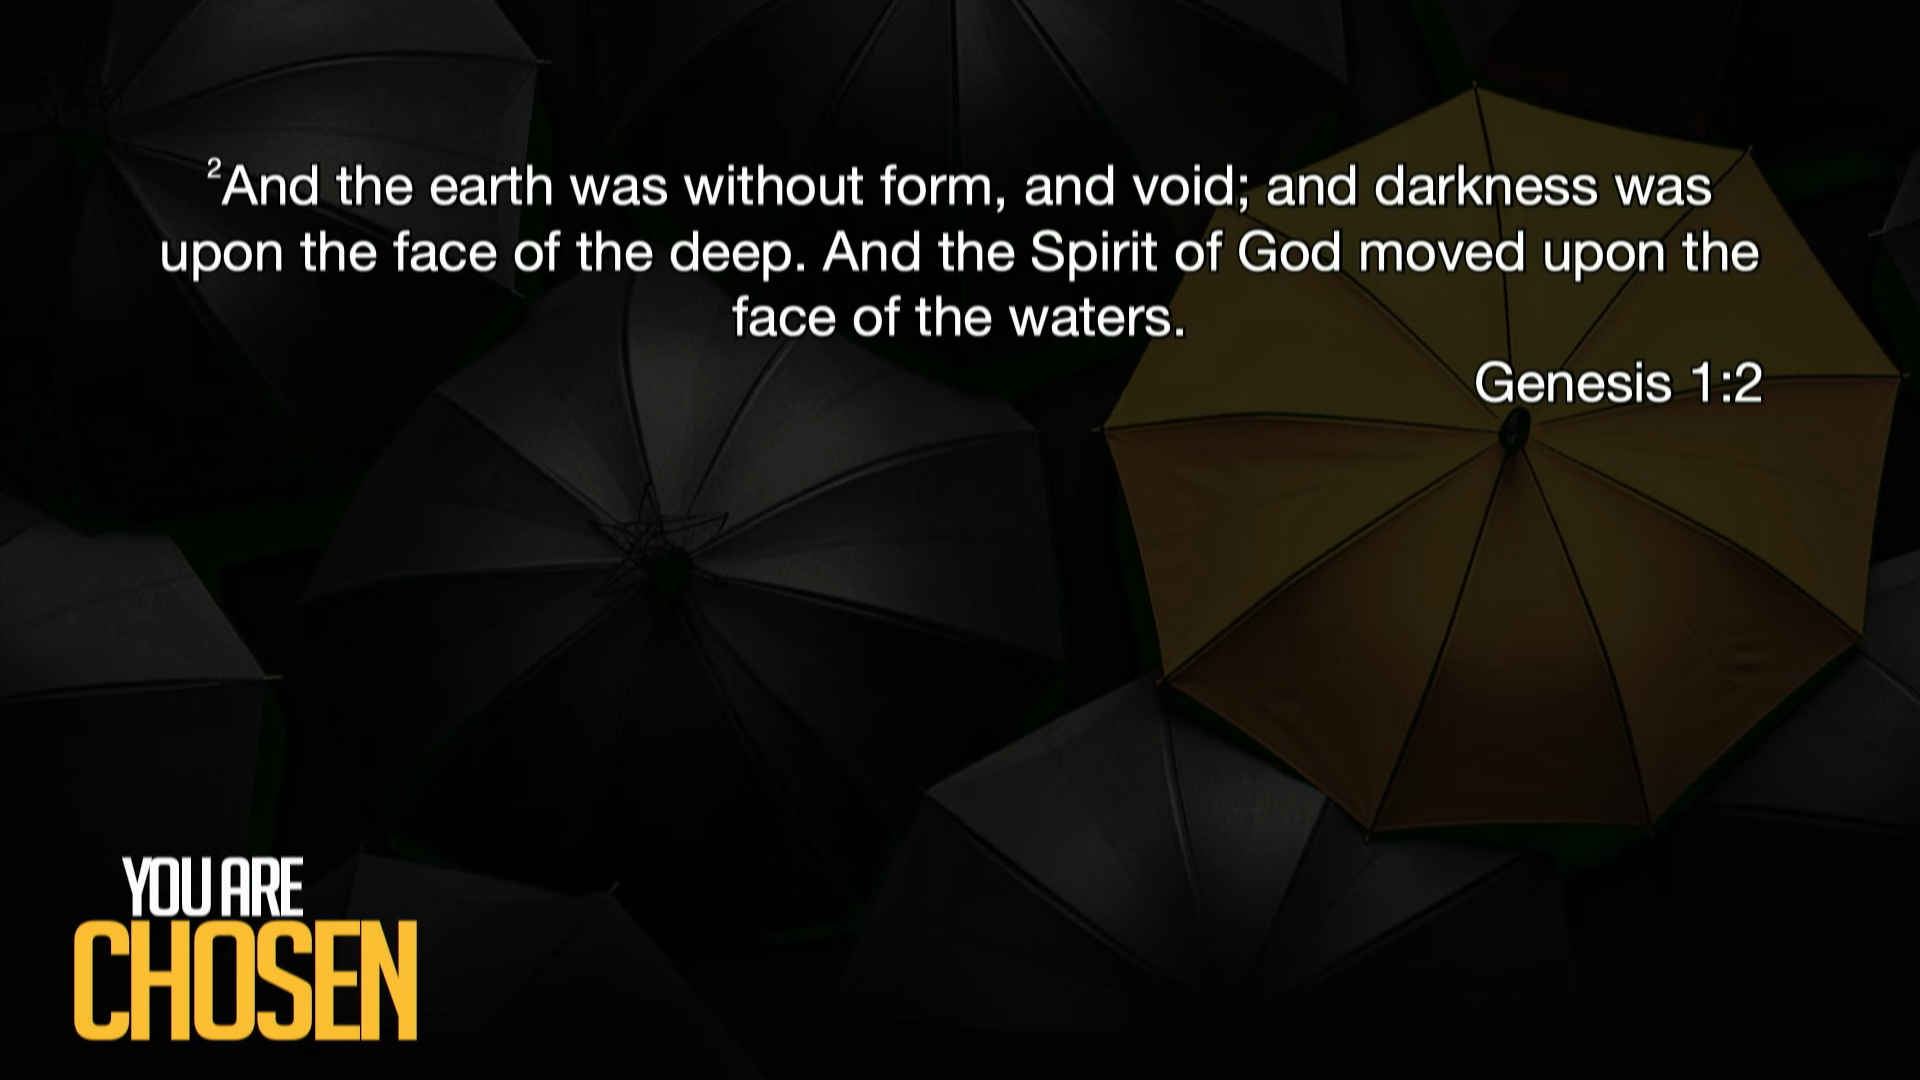 ²And the earth was without form, and void; and darkness was
upon the face of the deep. And the Spirit of God moved upon the
face of the waters.
Genesis 1:2
YOU ARE
CHOSEN